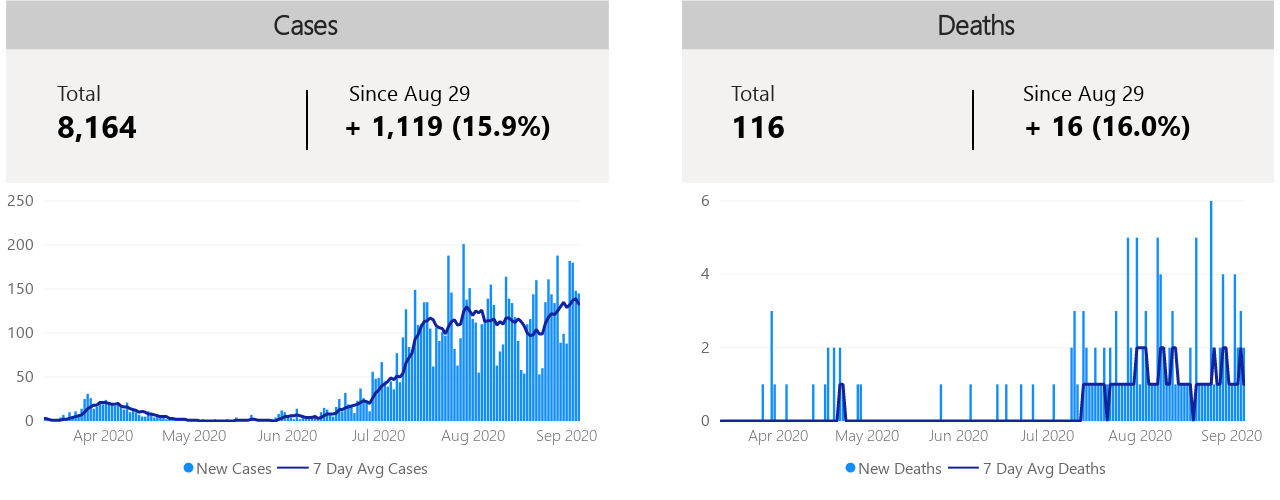 Cases
Total
8,164
Since Aug 29
+ 1,119 (15.9%)
250
200
150
100
50
0
Apr 2020 May 2020 Jun 2020 Jul 2020 Aug 2020 Sep 2020
New Cases 7 Day Avg Cases
Deaths
Total
116
Since Aug 29
+ 16 (16.0%)
6
4
2
0
Apr 2020 May 2020 Jun 2020 Jul 2020 Aug 2020 Sep 2020
New Deaths 7 Day Avg Deaths